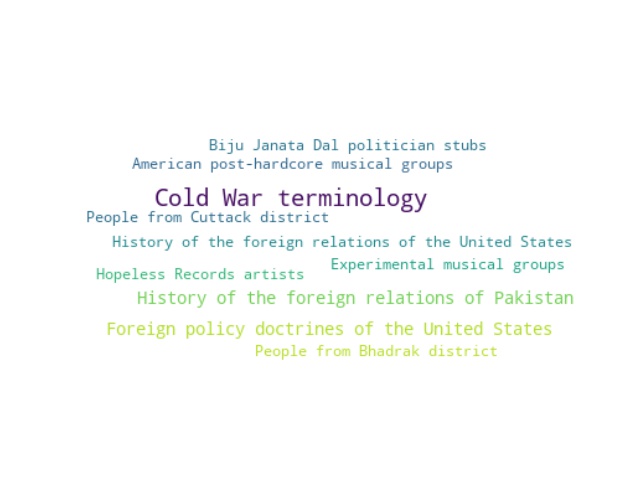 Biju Janata Dal politician stubs
American post-hardcore musical groups
Cold War terminology
People from Cuttack district
History of the foreign relations of the United States
Experimental musical groups
Hopeless Records artists
History of the foreign relations of Pakistan
Foreign policy doctrines of the United States
People from Bhadrak district